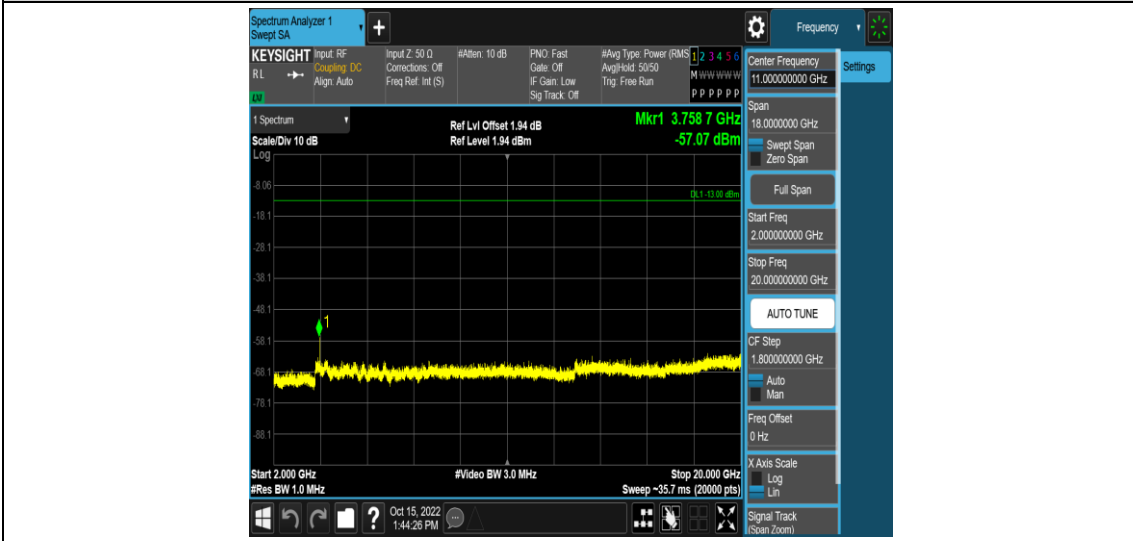 Spectrum Analyzer 1
Swept SA
+
Frequency
KEYSIGHT
RL
LXI
Input: RF
Coupling: DC
Align: Auto
Input Z: 50 Ω
Corrections: Off
Freq Ref: Int (S)
#Atten: 10 dB
PNO: Fast
Gate: Off
IF Gain: Low
Sig Track: Off
#Avg Type: Power (RMS
Avg|Hold: 50/50
Trig: Free Run
1 2 3 4 5 6
M W W W W W
P P P P P P
1 Spectrum
Scale/Div 10 dB
Log
Ref Lvl Offset 1.94 dB
Ref Level 1.94 dBm
Mkr1 3.758 7 GHz
-57.07 dBm
-8.06
DL1 -13.00 dBm
-18.1
-28.1
-38.1
-48.1
1
-58.1
-68.1
-78.1
-88.1
Start 2.000 GHz
#Video BW 3.0 MHz
Stop 20.000 GHz
#Res BW 1.0 MHz
Sweep ~35.7 ms (20000 pts)
?
Oct 15, 2022
1:44:26 PM
Center Frequency
11.000000000 GHz
Settings
Span
18.0000000 GHz
Swept Span
Zero Span
Full Span
Start Freq
2.000000000 GHz
Stop Freq
20.000000000 GHz
AUTO TUNE
CF Step
1.800000000 GHz
Auto
Man
Freq Offset
0 Hz
X Axis Scale
Log
Lin
Signal Track
(Span Zoom)